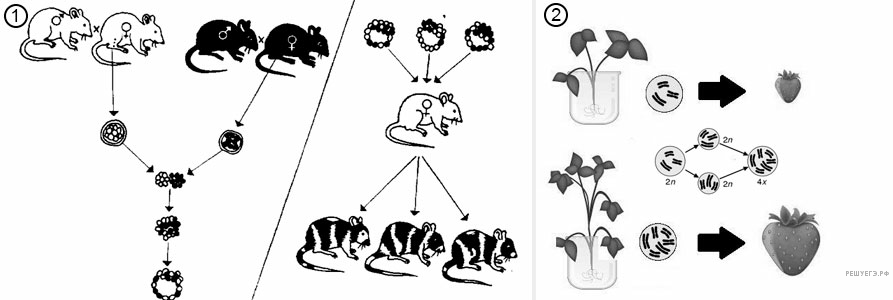 1
♂ x ♀ ♂ x ♀
♀
2
2n
2n 2n 4x
РЕШУЕГЭ.РФ